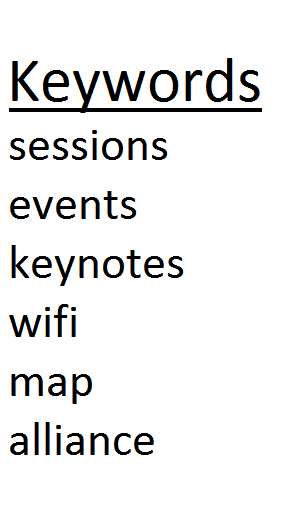 Keywords
sessions
events
keynotes
wifi
map
alliance